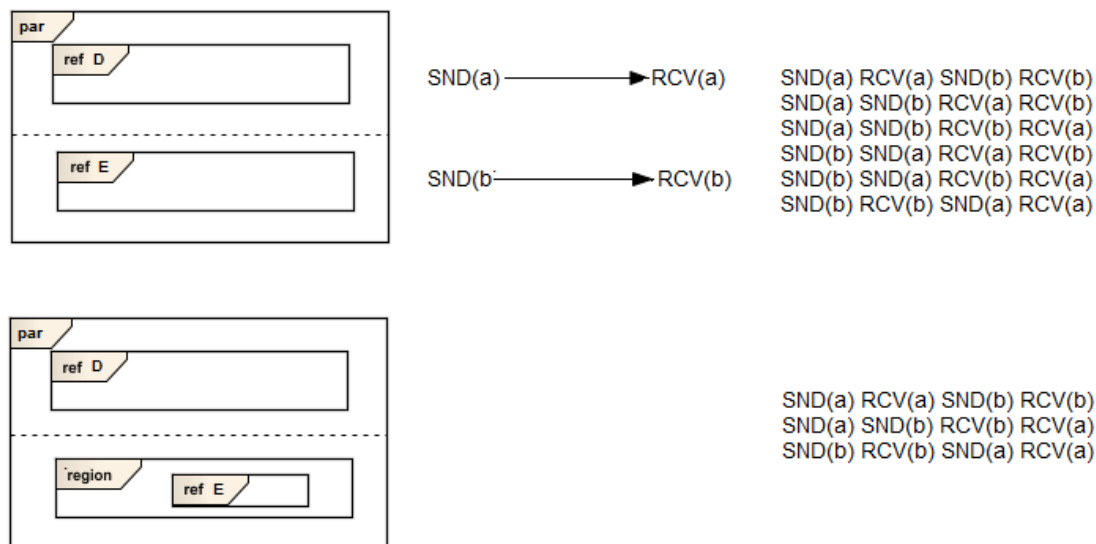 par
ref D
SND(a) RCV(a)
SND(a) RCV(a) SND(b) RCV(b)
SND(a) SND(b) RCV(a) RCV(b)
SND(a) SND(b) RCV(b) RCV(a)
SND(b) SND(a) RCV(a) RCV(b)
SND(b) SND(a) RCV(b) RCV(a)
SND(b) RCV(b) SND(a) RCV(a)
ref E
SND(b RCV(b)
par
ref D
SND(a) RCV(a) SND(b) RCV(b)
SND(a) SND(b) RCV(b) RCV(a)
SND(b) RCV(b) SND(a) RCV(a)
region
ref E